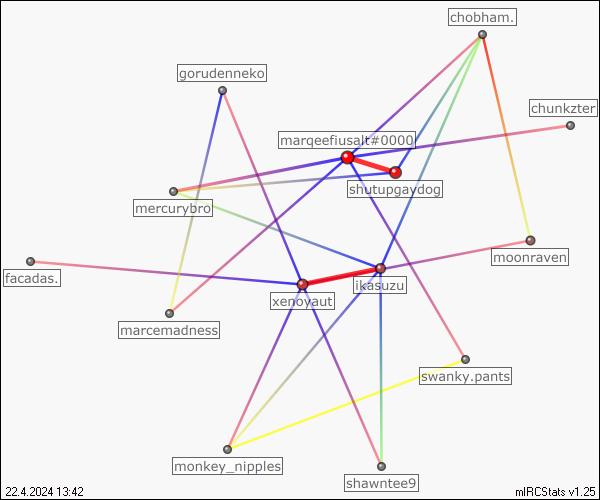 chobham.
gorudenneko
chunkzter
marqeefiusalt#0000
shutupgaydog
mercurybro
moonraven
facadas.
ikasuzu
xenoyaut
marcemadness
swanky.pants
monkey_nipples
shawntee9
22.4.2024 13:42
mIRCStats v1.25